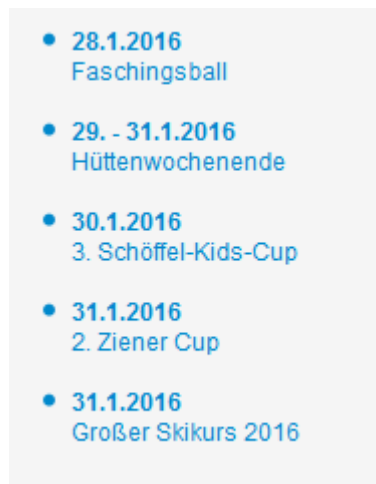 28.1.2016
Faschingsball
29. - 31.1.2016
Hüttenwochenende
30.1.2016
3. Schöffel-Kids-Cup
31.1.2016
2. Ziener Cup
31.1.2016
Großer Skikurs 2016